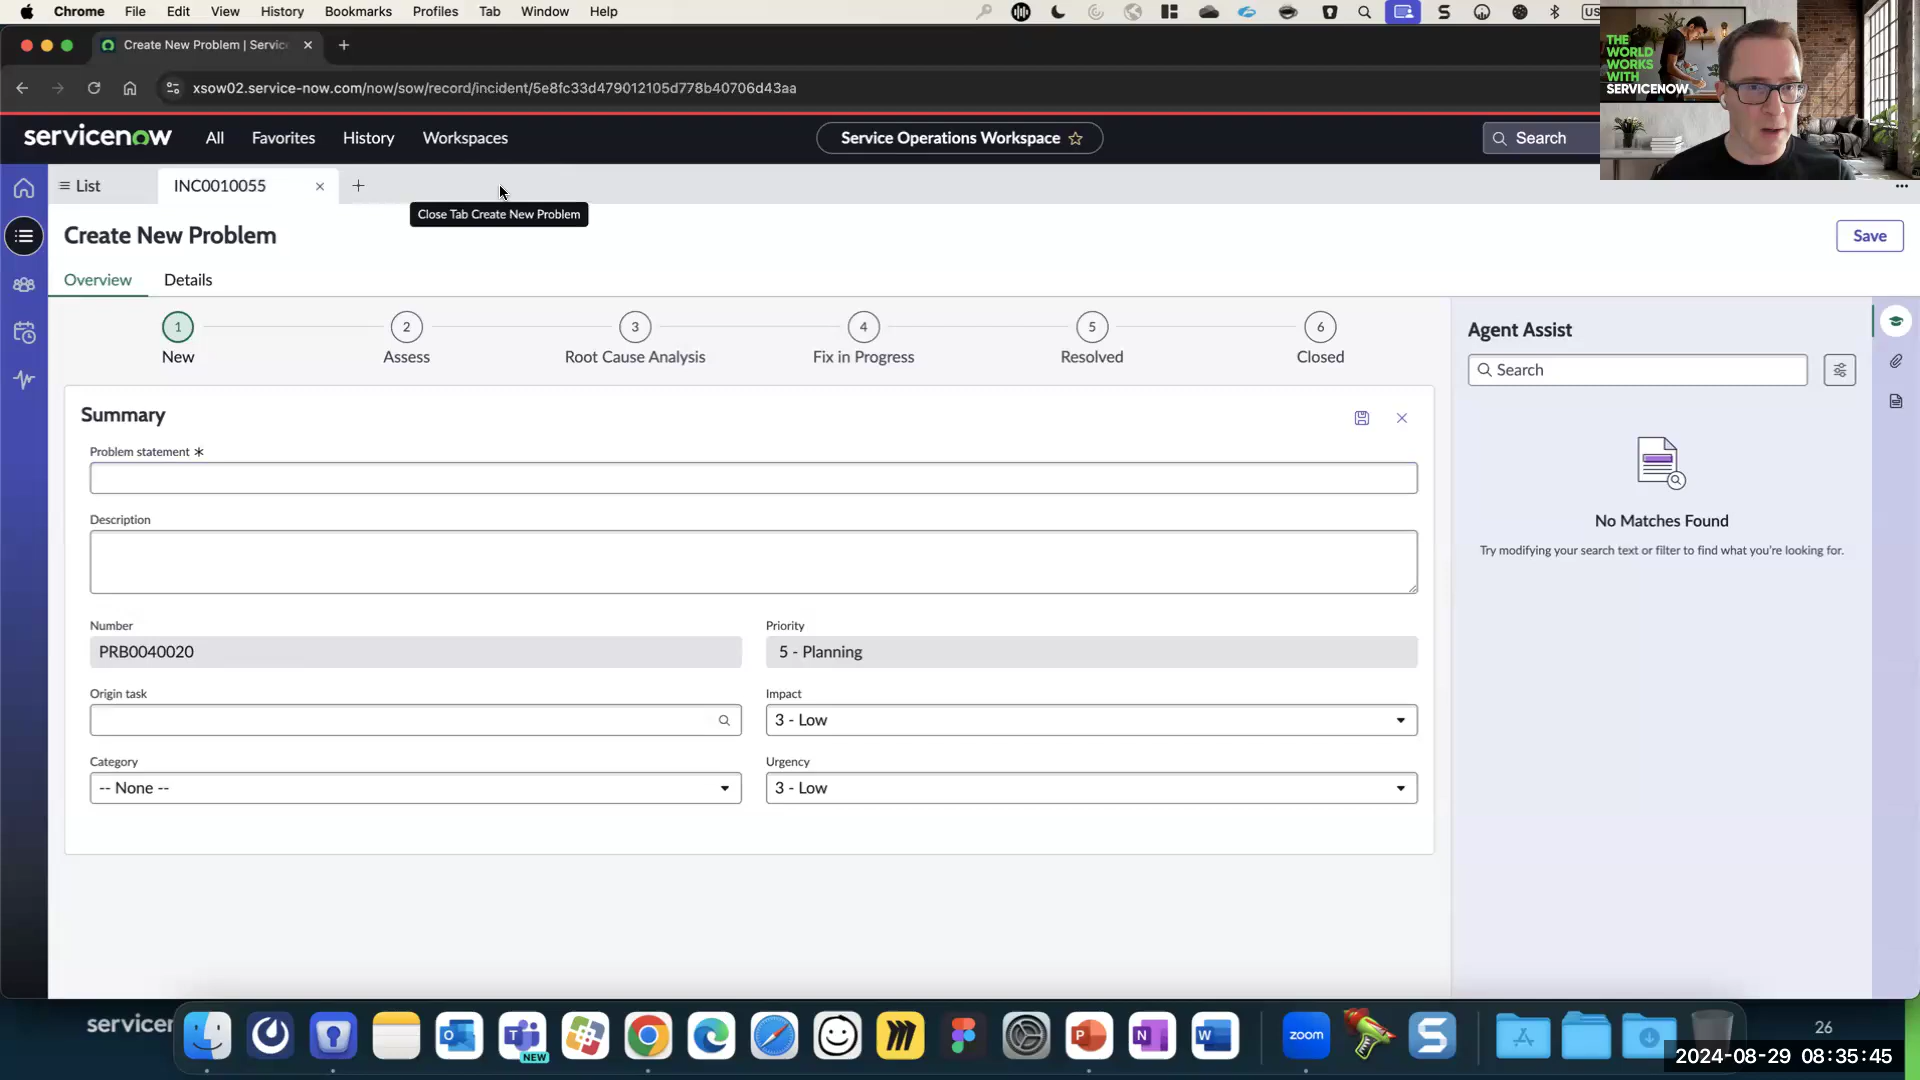 Chrome File Edit View History Bookmarks Profiles Tab Window Help
US
Create New Problem | Servic
xsow02.service-now.com/now/sow/record/incident/5e8fc33d479012105d778b40706d43aa
THE
WORLD
WORKS
WITH
SERVICENOW
servicenow All Favorites History Workspaces Service Operations Workspace Search
List INC0010055
Close Tab Create New Problem
Create New Problem Save
Overview Details
1 2 3 4 5 6
New Assess Root Cause Analysis Fix in Progress Resolved Closed
Agent Assist
Search
Summary
Problem statement *
Description
No Matches Found
Try modifying your search text or filter to find what you're looking for.
Number Priority
PRB0040020 5 - Planning
Origin task Impact
3 - Low
Category Urgency
-- None -- 3 - Low
servicen
NEW
zoom
26
2024-08-29 08:35:45